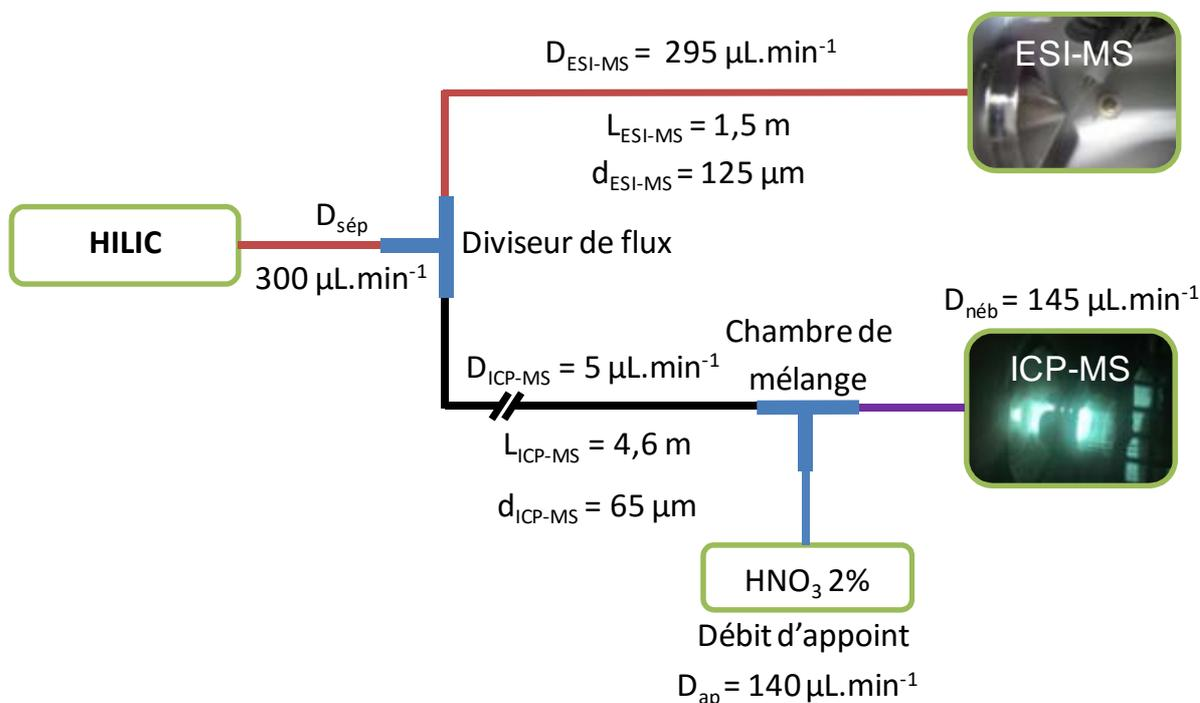 D_ESI-MS = 295 µL.min⁻¹
ESI-MS
L_ESI-MS = 1,5 m
d_ESI-MS = 125 µm
HILIC
D_sép
300 µL.min⁻¹
Diviseur de flux
D_néb = 145 µL.min⁻¹
Chambre de
mélange
D_ICP-MS = 5 µL.min⁻¹
ICP-MS
L_ICP-MS = 4,6 m
d_ICP-MS = 65 µm
HNO₃ 2%
Débit d'appoint
D_ap = 140 µL.min⁻¹